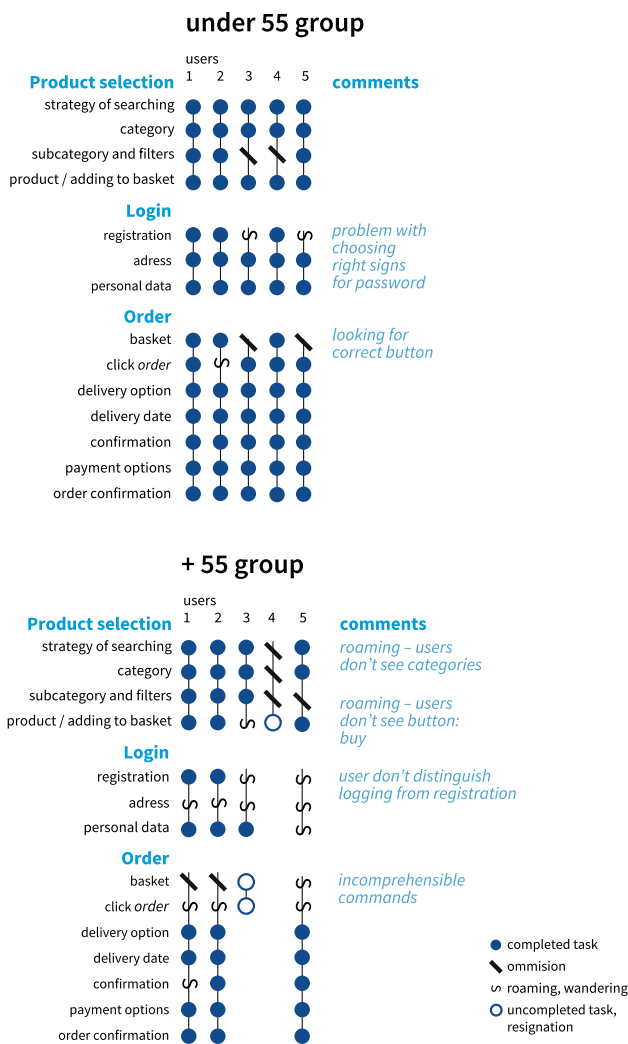 under 55 group
users
1 2 3 4 5
Product selection
comments
strategy of searching
category
subcategory and filters
product / adding to basket
Login
registration
adress
personal data
problem with
choosing
right signs
for password
Order
basket
click order
delivery option
delivery date
confirmation
payment options
order confirmation
looking for
correct button
+ 55 group
users
1 2 3 4 5
Product selection
comments
strategy of searching
category
subcategory and filters
product / adding to basket
roaming – users
don't see categories
roaming – users
don't see button:
buy
Login
registration
adress
personal data
user don't distinguish
logging from registration
Order
basket
click order
delivery option
delivery date
confirmation
payment options
order confirmation
incomprehensible
commands
completed task
ommision
roaming, wandering
uncompleted task,
resignation